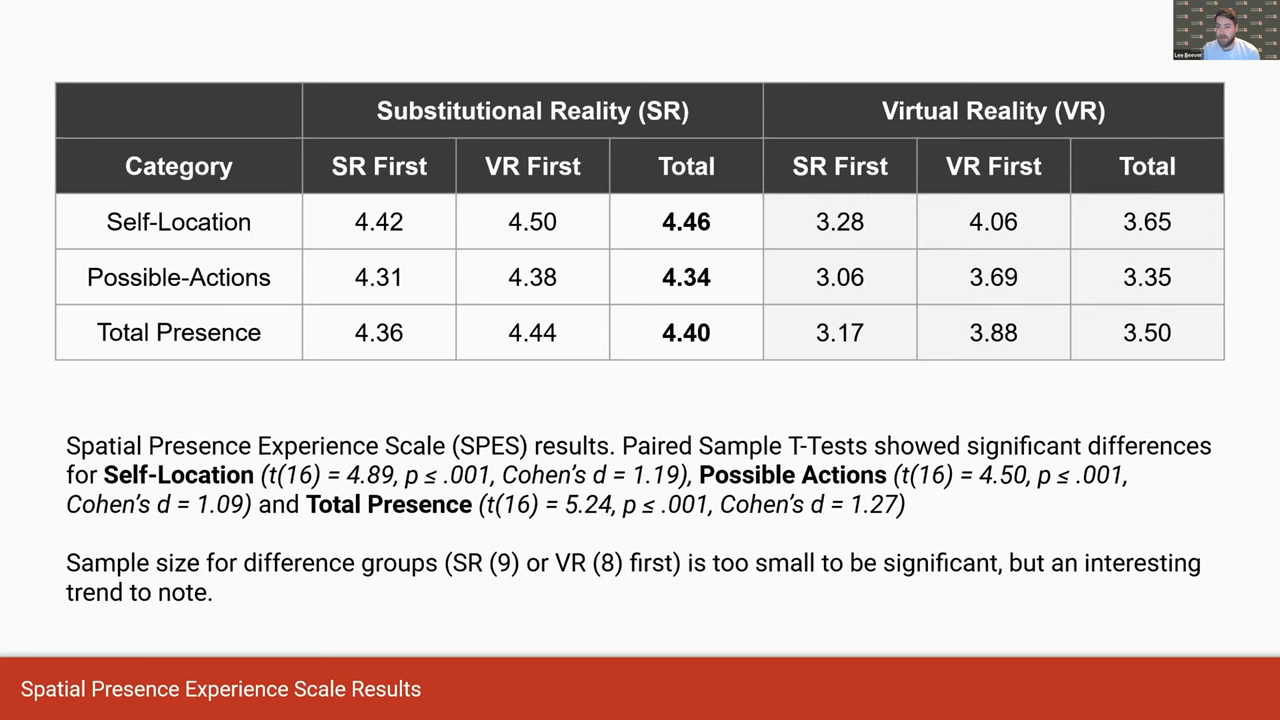 Lee Beever
Substitutional Reality (SR) Virtual Reality (VR)
Category SR First VR First Total SR First VR First Total
Self-Location 4.42 4.50 4.46 3.28 4.06 3.65
Possible-Actions 4.31 4.38 4.34 3.06 3.69 3.35
Total Presence 4.36 4.44 4.40 3.17 3.88 3.50
Spatial Presence Experience Scale (SPES) results. Paired Sample T-Tests showed significant differences
for Self-Location (t(16) = 4.89, p ≤ .001, Cohen's d = 1.19), Possible Actions (t(16) = 4.50, p ≤ .001,
Cohen's d = 1.09) and Total Presence (t(16) = 5.24, p ≤ .001, Cohen's d = 1.27)
Sample size for difference groups (SR (9) or VR (8) first) is too small to be significant, but an interesting
trend to note.
Spatial Presence Experience Scale Results